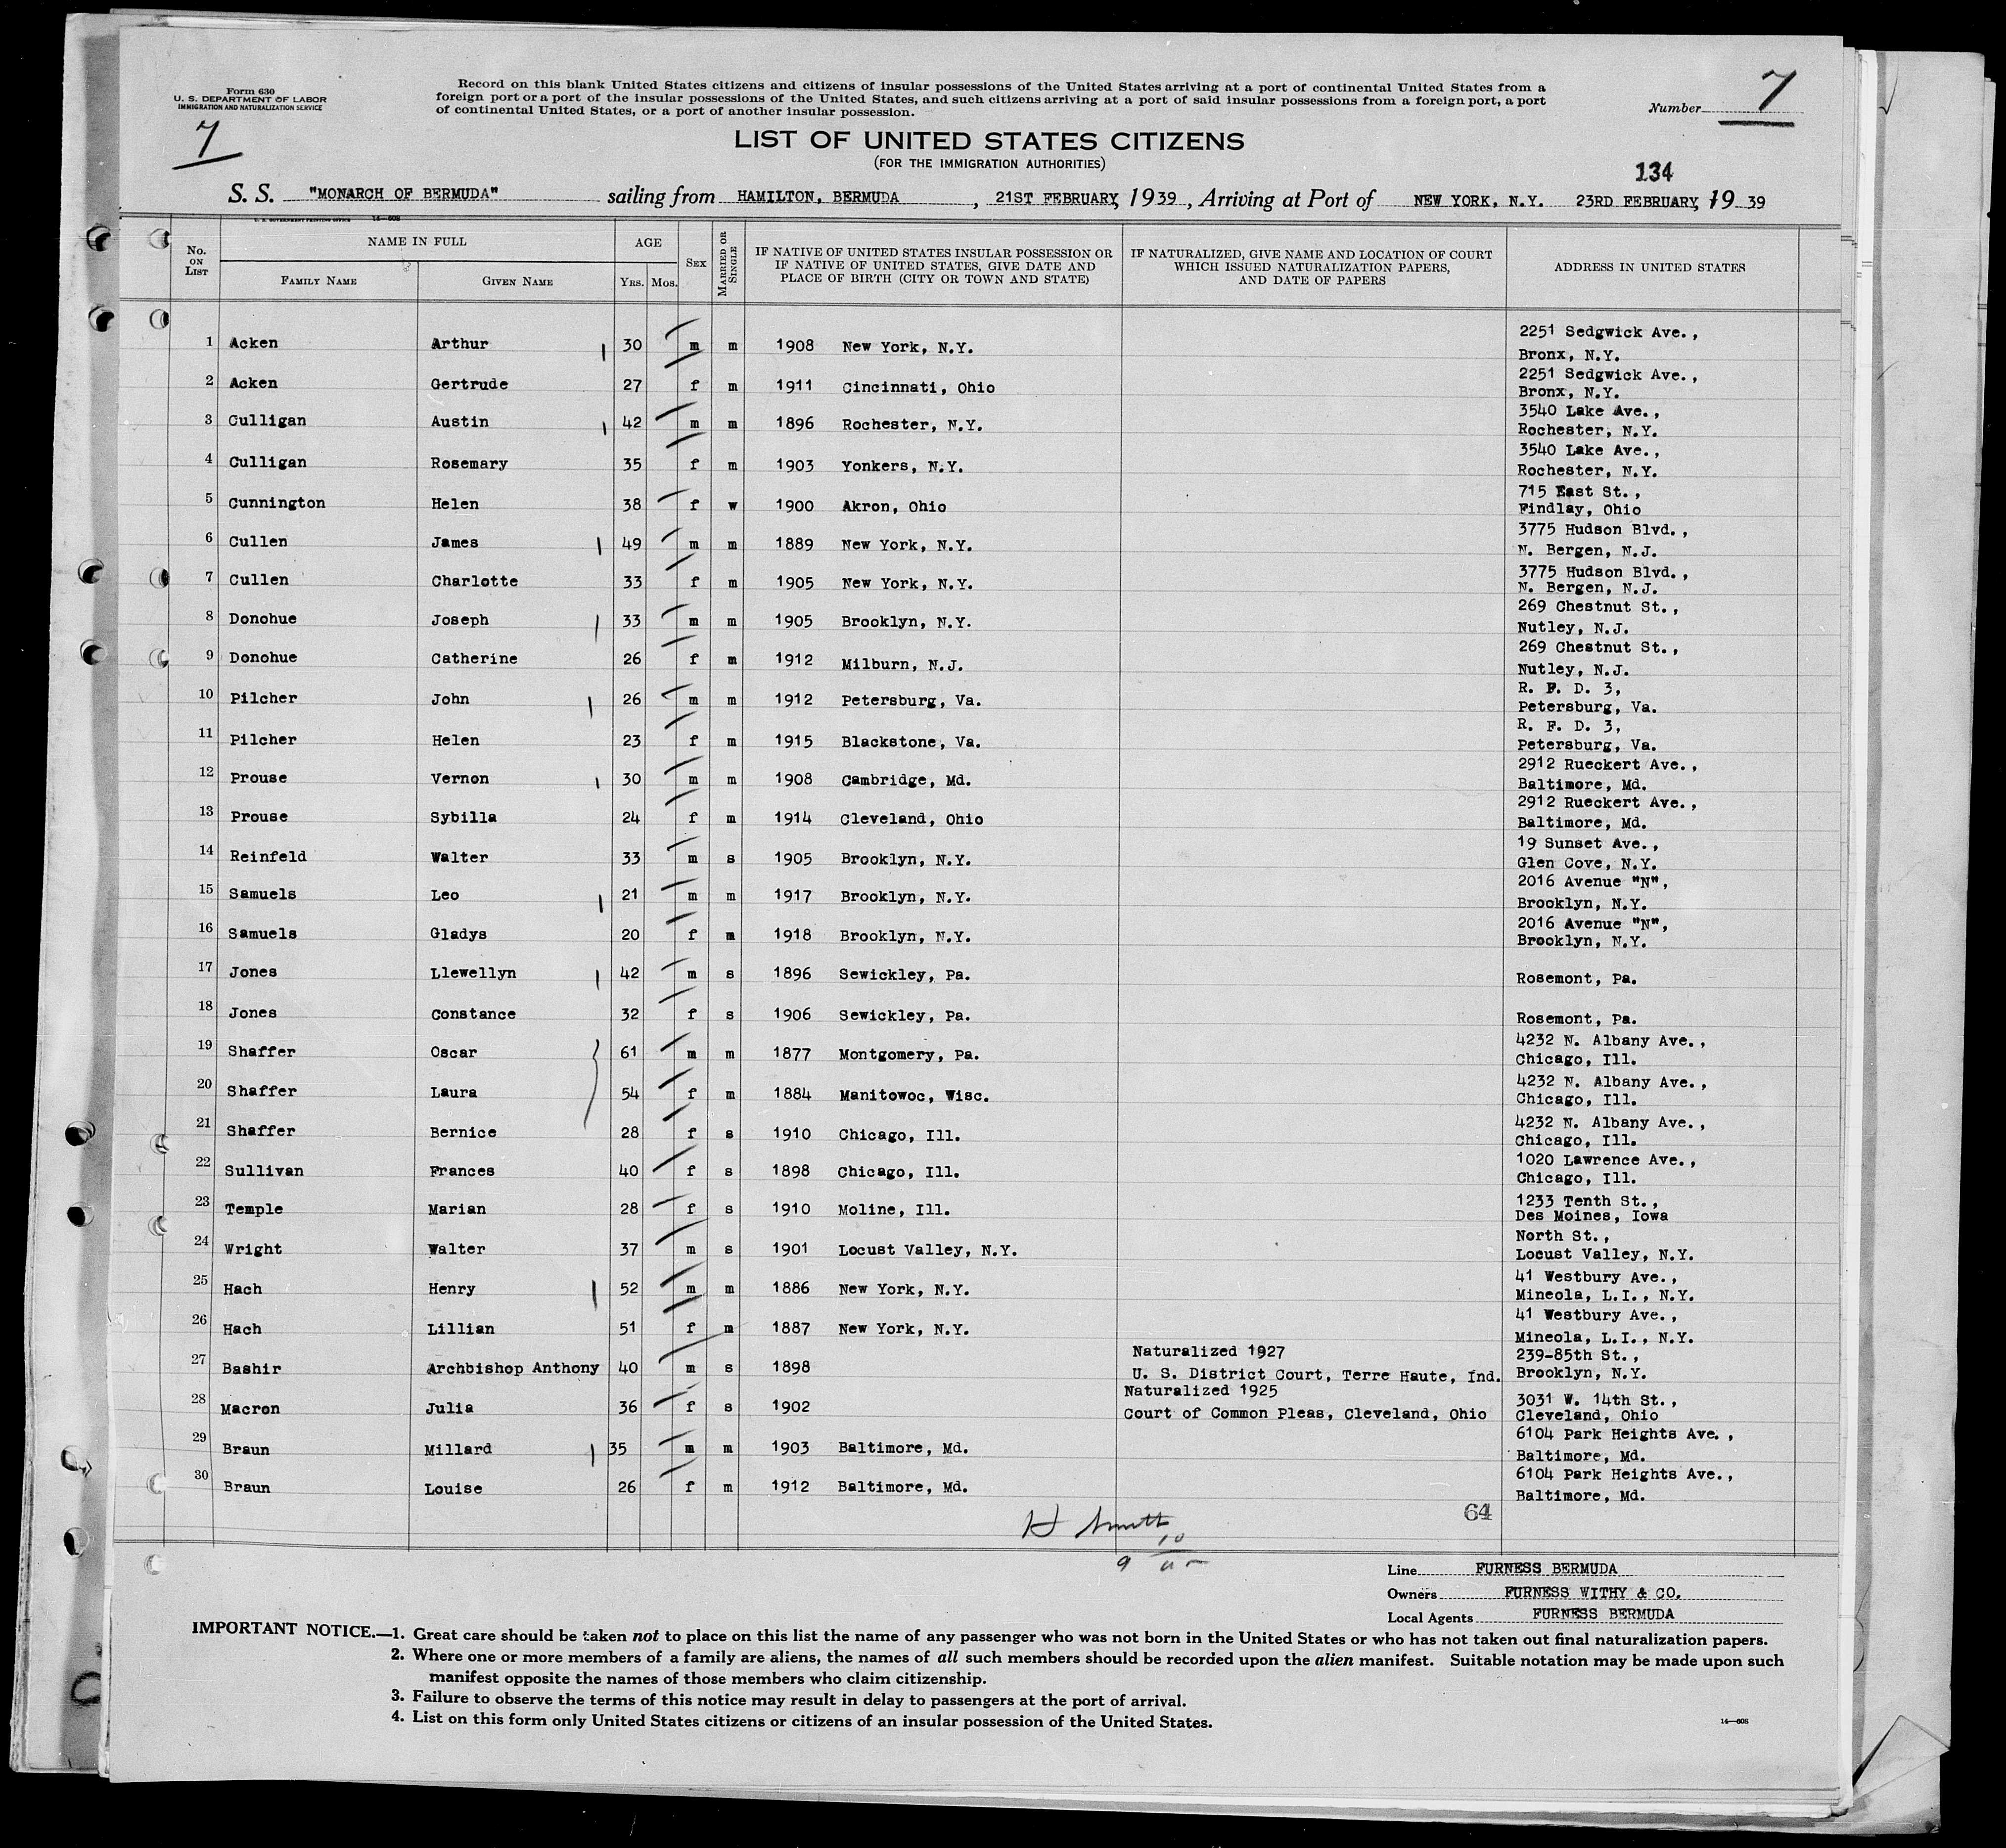 Form 630
U. S. DEPARTMENT OF LABOR
IMMIGRATION AND NATURALIZATION SERVICE
7
Record on this blank United States citizens and citizens of insular possessions of the United States arriving at a port of continental United States from a
foreign port or a port of the insular possessions of the United States, and such citizens arriving at a port of said insular possessions from a foreign port, a port
of continental United States, or a port of another insular possession.
Number 7
LIST OF UNITED STATES CITIZENS
(FOR THE IMMIGRATION AUTHORITIES)
134
S. S. "MONARCH OF BERMUDA" sailing from HAMILTON, BERMUDA, 21ST FEBRUARY, 1939, Arriving at Port of NEW YORK, N.Y. 23RD FEBRUARY, 1939
U. S. GOVERNMENT PRINTING OFFICE 14—608
No. ON LIST
NAME IN FULL
FAMILY NAME
GIVEN NAME
AGE
YRS. MOS.
SEX
MARRIED OR SINGLE
IF NATIVE OF UNITED STATES INSULAR POSSESSION OR
IF NATIVE OF UNITED STATES, GIVE DATE AND
PLACE OF BIRTH (CITY OR TOWN AND STATE)
IF NATURALIZED, GIVE NAME AND LOCATION OF COURT
WHICH ISSUED NATURALIZATION PAPERS,
AND DATE OF PAPERS
ADDRESS IN UNITED STATES
1 Acken Arthur 30 m m 1908 New York, N.Y. 2251 Sedgwick Ave.,
Bronx, N.Y.
2 Acken Gertrude 27 f m 1911 Cincinnati, Ohio 2251 Sedgwick Ave.,
Bronx, N.Y.
3 Culligan Austin 42 m m 1896 Rochester, N.Y. 3540 Lake Ave.,
Rochester, N.Y.
4 Culligan Rosemary 35 f m 1903 Yonkers, N.Y. 3540 Lake Ave.,
Rochester, N.Y.
5 Cunnington Helen 38 f w 1900 Akron, Ohio 715 East St.,
Findlay, Ohio
6 Cullen James 49 m m 1889 New York, N.Y. 3775 Hudson Blvd.,
N. Bergen, N.J.
7 Cullen Charlotte 33 f m 1905 New York, N.Y. 3775 Hudson Blvd.,
N. Bergen, N.J.
8 Donohue Joseph 33 m m 1905 Brooklyn, N.Y. 269 Chestnut St.,
Nutley, N.J.
9 Donohue Catherine 26 f m 1912 Milburn, N.J. 269 Chestnut St.,
Nutley, N.J.
10 Pilcher John 26 m m 1912 Petersburg, Va. R. F. D. 3,
Petersburg, Va.
11 Pilcher Helen 23 f m 1915 Blackstone, Va. R. F. D. 3,
Petersburg, Va.
12 Prouse Vernon 30 m m 1908 Cambridge, Md. 2912 Rueckert Ave.,
Baltimore, Md.
13 Prouse Sybilla 24 f m 1914 Cleveland, Ohio 2912 Rueckert Ave.,
Baltimore, Md.
14 Reinfeld Walter 33 m s 1905 Brooklyn, N.Y. 19 Sunset Ave.,
Glen Cove, N.Y.
15 Samuels Leo 21 m m 1917 Brooklyn, N.Y. 2016 Avenue "N",
Brooklyn, N.Y.
16 Samuels Gladys 20 f m 1918 Brooklyn, N.Y. 2016 Avenue "N",
Brooklyn, N.Y.
17 Jones Llewellyn 42 m s 1896 Sewickley, Pa. Rosemont, Pa.
18 Jones Constance 32 f s 1906 Sewickley, Pa. Rosemont, Pa.
19 Shaffer Oscar 61 m m 1877 Montgomery, Pa. 4232 N. Albany Ave.,
Chicago, Ill.
20 Shaffer Laura 54 f m 1884 Manitowoc, Wisc. 4232 N. Albany Ave.,
Chicago, Ill.
21 Shaffer Bernice 28 f s 1910 Chicago, Ill. 4232 N. Albany Ave.,
Chicago, Ill.
22 Sullivan Frances 40 f s 1898 Chicago, Ill. 1020 Lawrence Ave.,
Chicago, Ill.
23 Temple Marian 28 f s 1910 Moline, Ill. 1233 Tenth St.,
Des Moines, Iowa
24 Wright Walter 37 m s 1901 Locust Valley, N.Y. North St.,
Locust Valley, N.Y.
25 Hach Henry 52 m m 1886 New York, N.Y. 41 Westbury Ave.,
Mineola, L.I., N.Y.
26 Hach Lillian 51 f m 1887 New York, N.Y. 41 Westbury Ave.,
Mineola, L.I., N.Y.
27 Bashir Archbishop Anthony 40 m s 1898 Naturalized 1927 239-85th St.,
U. S. District Court, Terre Haute, Ind. Brooklyn, N.Y.
28 Macron Julia 36 f s 1902 Naturalized 1925 3031 W. 14th St.,
Court of Common Pleas, Cleveland, Ohio Cleveland, Ohio
29 Braun Millard 35 m m 1903 Baltimore, Md. 6104 Park Heights Ave.,
Baltimore, Md.
30 Braun Louise 26 f m 1912 Baltimore, Md. 6104 Park Heights Ave.,
Baltimore, Md.
64
H Smith
9
Line FURNESS BERMUDA
Owners FURNESS WITHY & CO.
Local Agents FURNESS BERMUDA
IMPORTANT NOTICE.—1. Great care should be taken not to place on this list the name of any passenger who was not born in the United States or who has not taken out final naturalization papers.
2. Where one or more members of a family are aliens, the names of all such members should be recorded upon the alien manifest. Suitable notation may be made upon such
manifest opposite the names of those members who claim citizenship.
3. Failure to observe the terms of this notice may result in delay to passengers at the port of arrival.
4. List on this form only United States citizens or citizens of an insular possession of the United States.
14—608